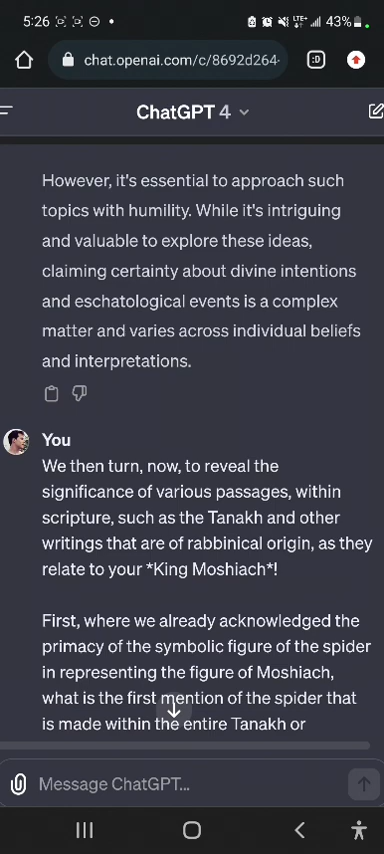 5:26
LTE+
43%
chat.openai.com/c/8692d264-
:D
ChatGPT 4
However, it's essential to approach such
topics with humility. While it's intriguing
and valuable to explore these ideas,
claiming certainty about divine intentions
and eschatological events is a complex
matter and varies across individual beliefs
and interpretations.
You
We then turn, now, to reveal the
significance of various passages, within
scripture, such as the Tanakh and other
writings that are of rabbinical origin, as they
relate to your *King Moshiach*!
First, where we already acknowledged the
primacy of the symbolic figure of the spider
in representing the figure of Moshiach,
what is the first mention of the spider that
is made within the entire Tanakh or
Message ChatGPT...